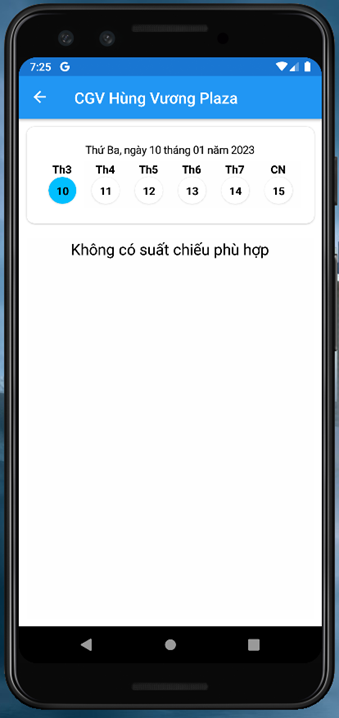 7:25 G
CGV Hùng Vương Plaza
Thứ Ba, ngày 10 tháng 01 năm 2023
Th3 Th4 Th5 Th6 Th7 CN
10 11 12 13 14 15
Không có suất chiếu phù hợp